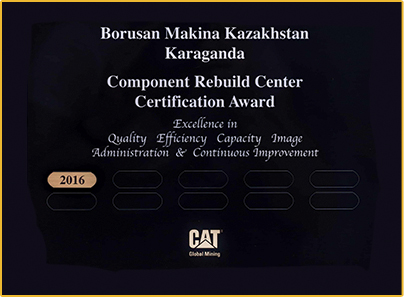 Borusan Makina Kazakhstan
Karaganda
Component Rebuild Center
Certification Award
Excellence in
Quality Efficiency Capacity Image
Administration & Continuous Improvement
2016
CAT
Global Mining